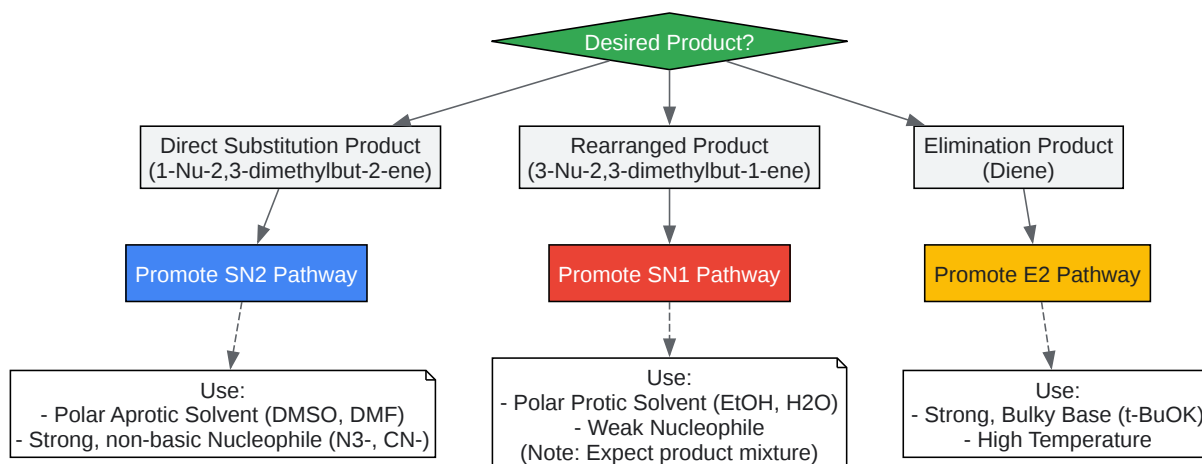 Desired Product?
Direct Substitution Product
(1-Nu-2,3-dimethylbut-2-ene)
Rearranged Product
(3-Nu-2,3-dimethylbut-1-ene)
Elimination Product
(Diene)
Promote SN2 Pathway
Promote SN1 Pathway
Promote E2 Pathway
Use:
- Polar Aprotic Solvent (DMSO, DMF)
- Strong, non-basic Nucleophile (N3-, CN-)
Use:
- Polar Protic Solvent (EtOH, H2O)
- Weak Nucleophile
(Note: Expect product mixture)
Use:
- Strong, Bulky Base (t-BuOK)
- High Temperature